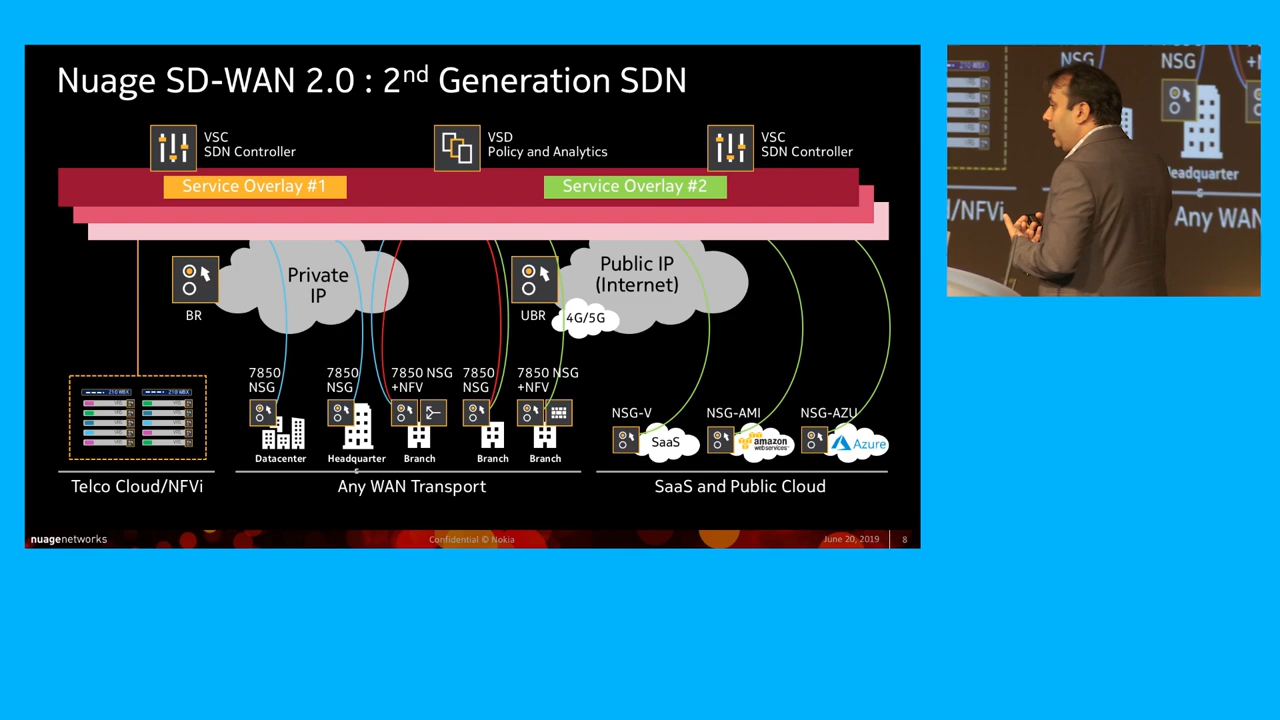 Nuage SD-WAN 2.0 : 2nd Generation SDN
VSC
SDN Controller
VSD
Policy and Analytics
VSC
SDN Controller
Service Overlay #1
Service Overlay #2
Private
IP
Public IP
(Internet)
BR
UBR
4G/5G
7850
NSG
7850
NSG
7850 NSG
+NFV
7850
NSG
7850 NSG
+NFV
NSG-V
NSG-AMI
NSG-AZU
SaaS
amazon
webservices
Azure
Datacenter
Headquarter
s
Branch
Branch
Branch
Telco Cloud/NFVi
Any WAN Transport
SaaS and Public Cloud
nuagenetworks
Confidential © Nokia
June 20, 2019
8
NSG
NSG
eadquarter
s
/NFVi
Any WAN